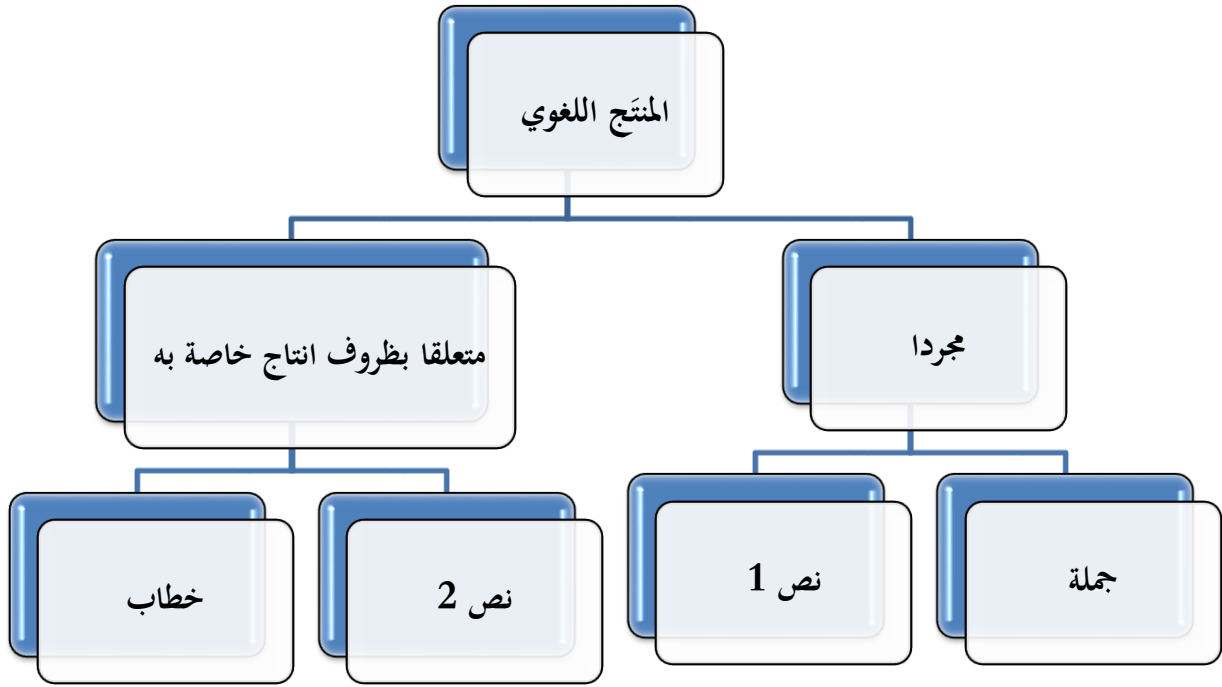 المنتَج اللغوي
مجردا
متعلقا بظروف انتاج خاصة به
جملة
نص 1
نص 2
خطاب